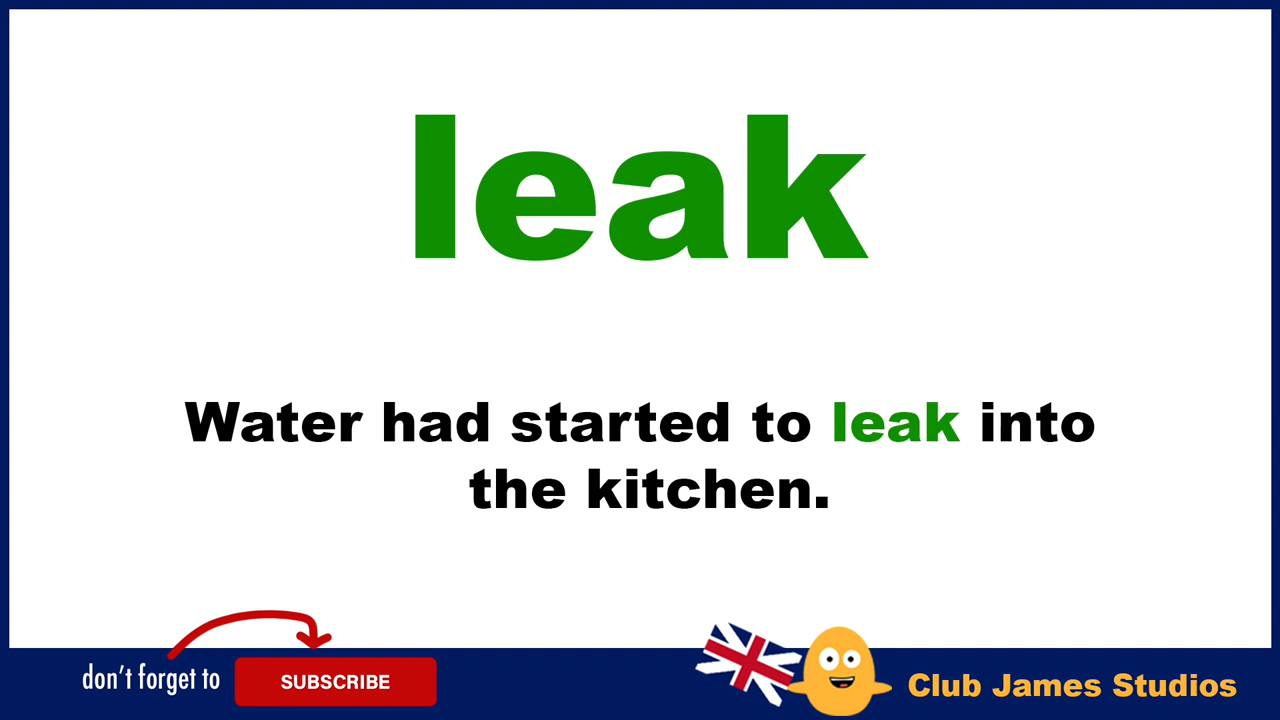 leak
Water had started to leak into
the kitchen.
don't forget to
SUBSCRIBE
Club James Studios